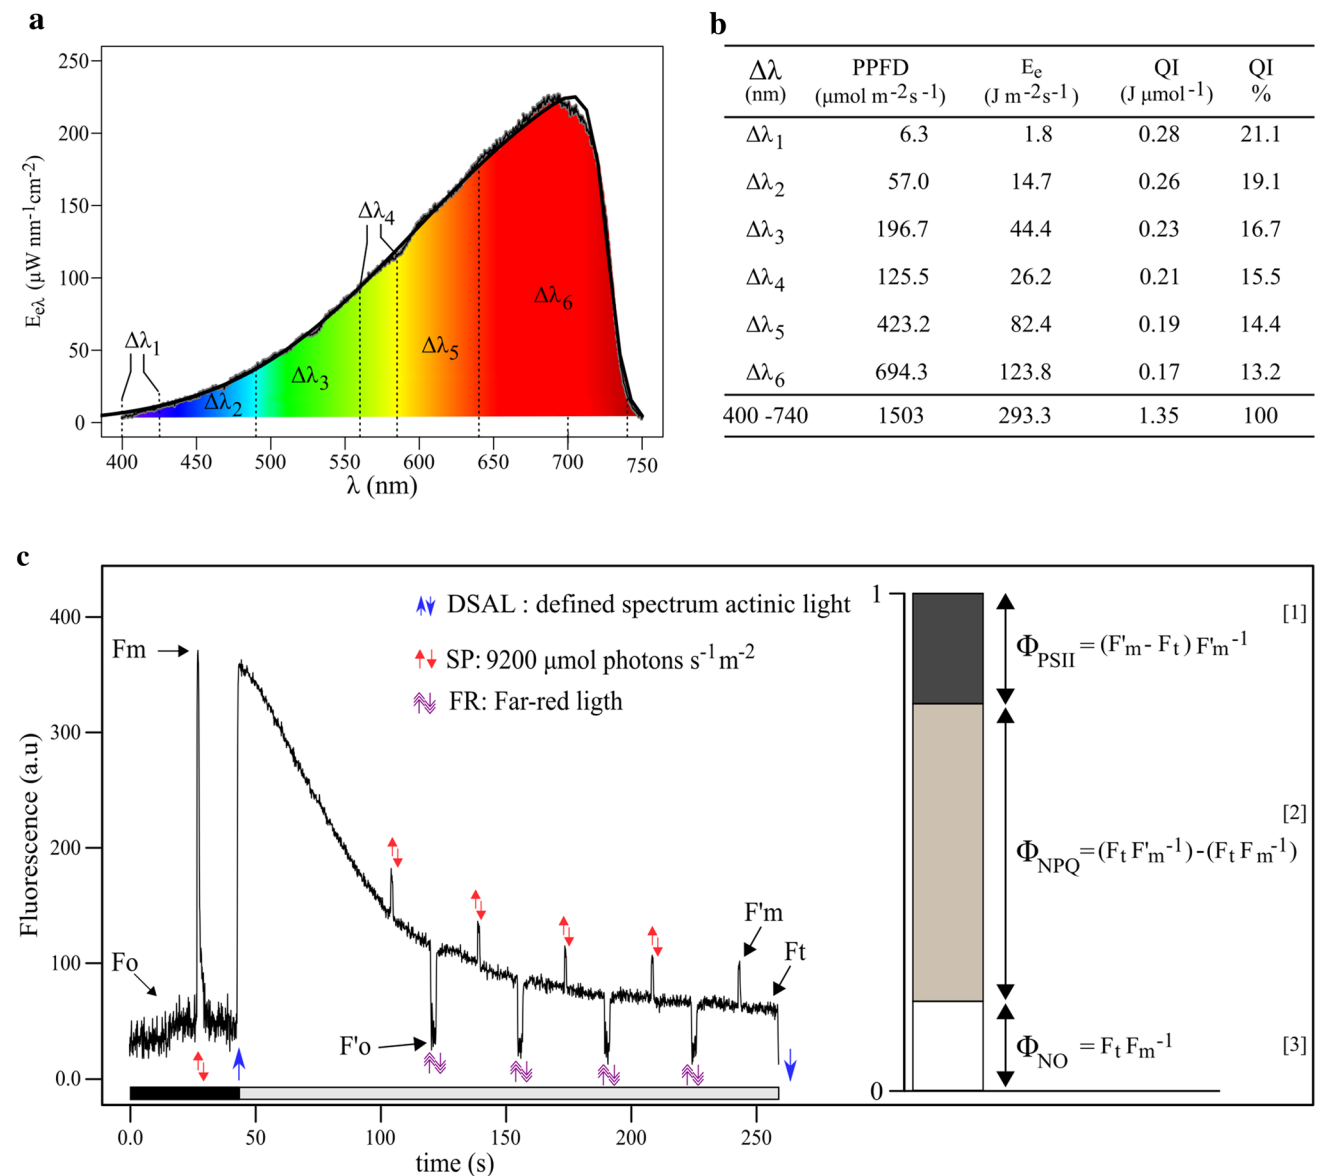 a
250
200
150
100
50
0
E_eλ (µW nm⁻¹cm⁻²)
Δλ₁
Δλ₂
Δλ₃
Δλ₄
Δλ₅
Δλ₆
400 450 500 550 600 650 700 750
λ (nm)
b
Δλ PPFD Eₑ QI QI
(nm) (µmol m⁻²s⁻¹) (J m⁻²s⁻¹) (J µmol⁻¹) %
Δλ₁ 6.3 1.8 0.28 21.1
Δλ₂ 57.0 14.7 0.26 19.1
Δλ₃ 196.7 44.4 0.23 16.7
Δλ₄ 125.5 26.2 0.21 15.5
Δλ₅ 423.2 82.4 0.19 14.4
Δλ₆ 694.3 123.8 0.17 13.2
400 -740 1503 293.3 1.35 100
c
400
300
200
100
0.0
Fluorescence (a.u)
Fm
Fo
F'o
F'm
Ft
DSAL : defined spectrum actinic light
SP: 9200 µmol photons s⁻¹m⁻²
FR: Far-red ligth
0.0 50 100 150 200 250
time (s)
1
0
[1]
Φ_PSII = (F'm - Fₜ) F'm⁻¹
[2]
Φ_NPQ = (Fₜ F'm⁻¹)-(Fₜ Fm⁻¹)
Φ_NO = Fₜ Fm⁻¹ [3]